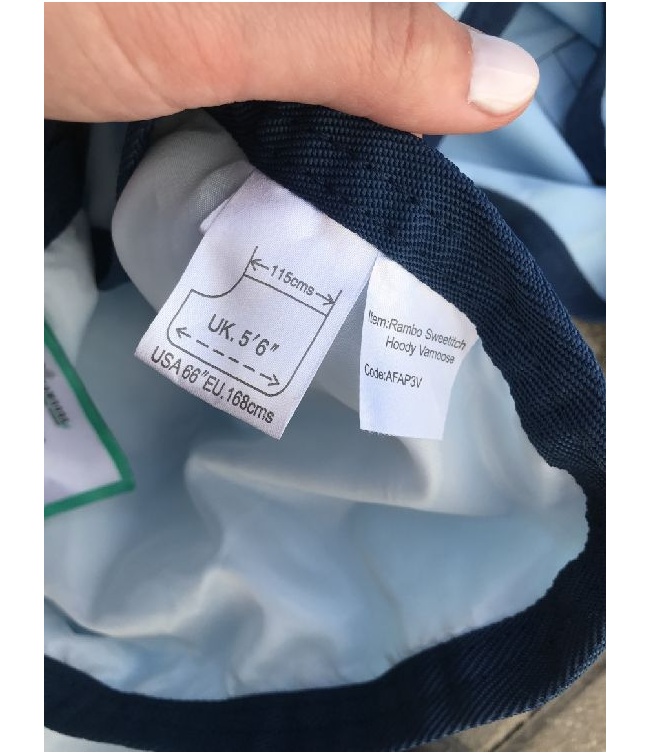 115cms
UK. 5'6"
USA 66" EU. 168cms
Item:Rambo Sweetitch
Hoody Vamoose
Code:AFAP3V